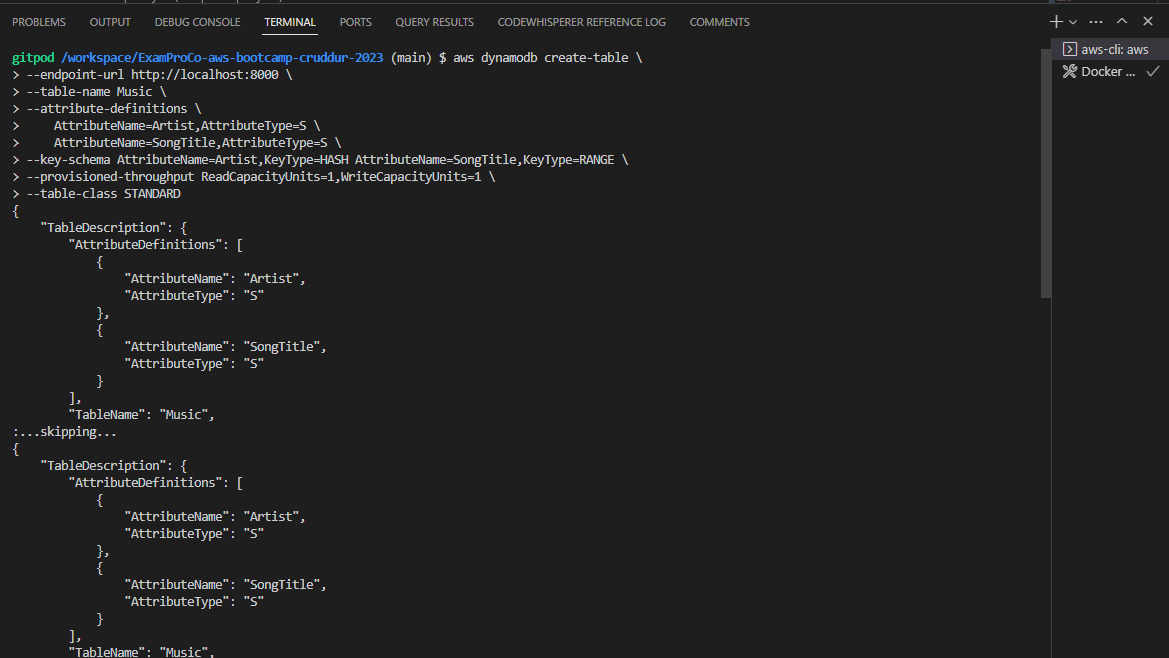 PROBLEMS OUTPUT DEBUG CONSOLE TERMINAL PORTS QUERY RESULTS CODEWHISPERER REFERENCE LOG COMMENTS
aws-cli: aws
Docker ...
gitpod /workspace/ExamProCo-aws-bootcamp-cruddur-2023 (main) $ aws dynamodb create-table \
> --endpoint-url http://localhost:8000 \
> --table-name Music \
> --attribute-definitions \
>     AttributeName=Artist,AttributeType=S \
>     AttributeName=SongTitle,AttributeType=S \
> --key-schema AttributeName=Artist,KeyType=HASH AttributeName=SongTitle,KeyType=RANGE \
> --provisioned-throughput ReadCapacityUnits=1,WriteCapacityUnits=1 \
> --table-class STANDARD
{
    "TableDescription": {
        "AttributeDefinitions": [
            {
                "AttributeName": "Artist",
                "AttributeType": "S"
            },
            {
                "AttributeName": "SongTitle",
                "AttributeType": "S"
            }
        ],
        "TableName": "Music",
:...skipping...
{
    "TableDescription": {
        "AttributeDefinitions": [
            {
                "AttributeName": "Artist",
                "AttributeType": "S"
            },
            {
                "AttributeName": "SongTitle",
                "AttributeType": "S"
            }
        ],
        "TableName": "Music",